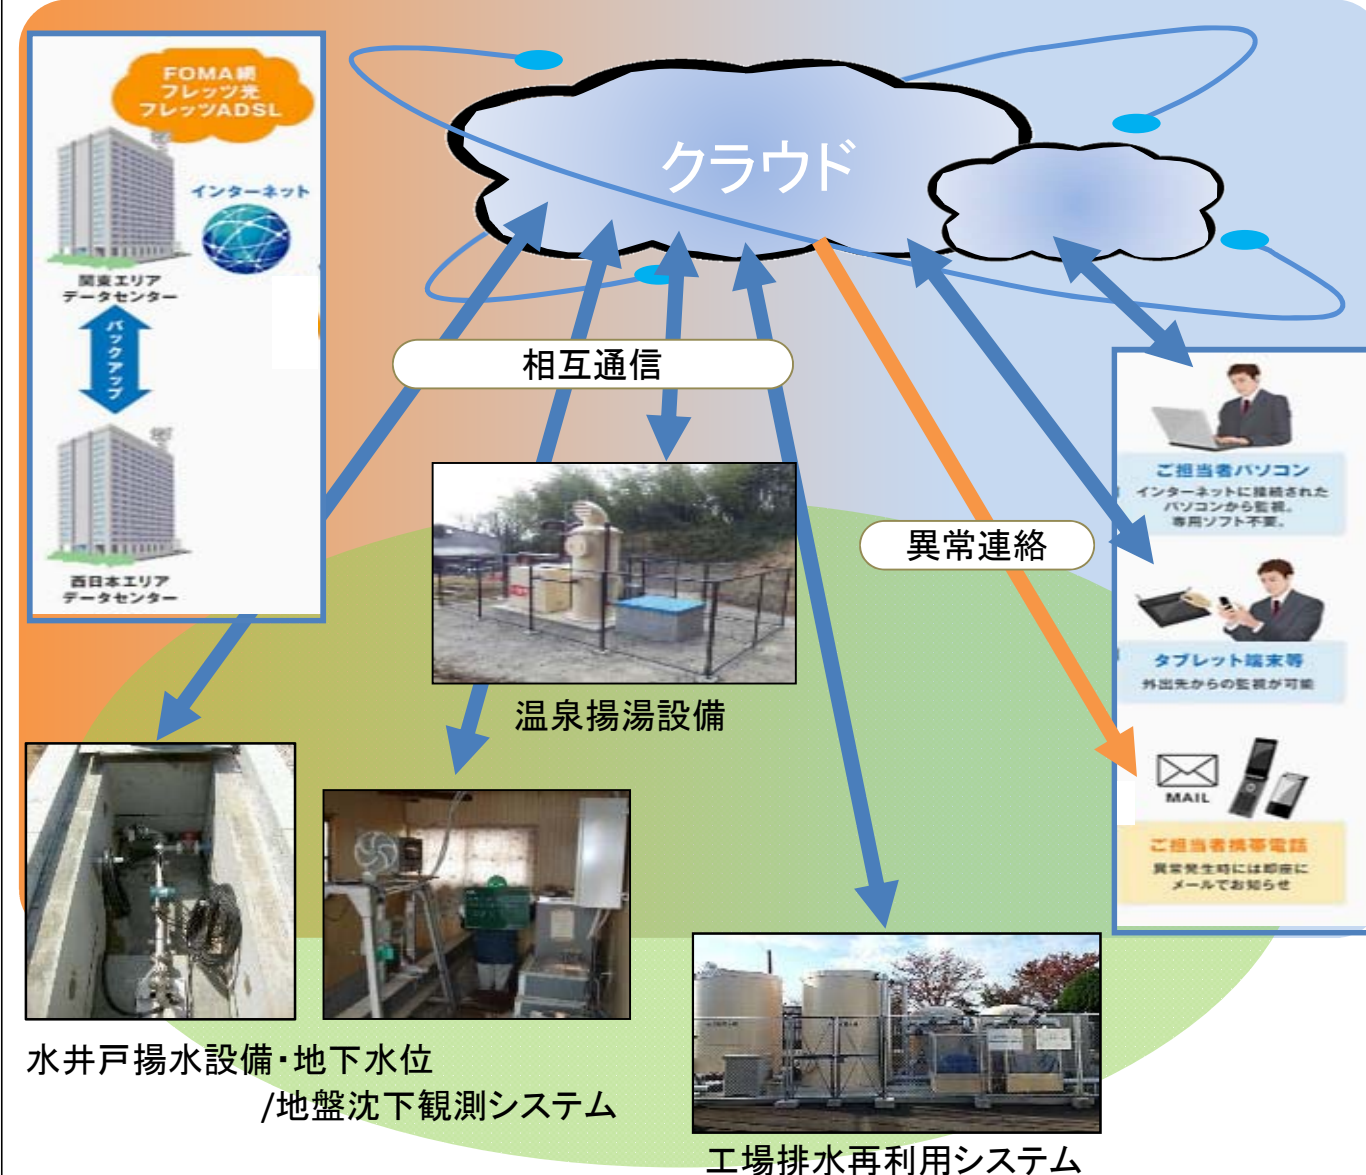 FOMA網
フレッツ光
フレッツADSL
インターネット
関東エリア
データセンター
バックアップ
西日本エリア
データセンター
クラウド
相互通信
異常連絡
ご担当者パソコン
インターネットに接続された
パソコンから監視。
専用ソフト不要。
タブレット端末等
外出先からの監視が可能
MAIL
ご担当者携帯電話
異常発生時には即座に
メールでお知らせ
温泉揚湯設備
水井戸揚水設備・地下水位
/地盤沈下観測システム
工場排水再利用システム